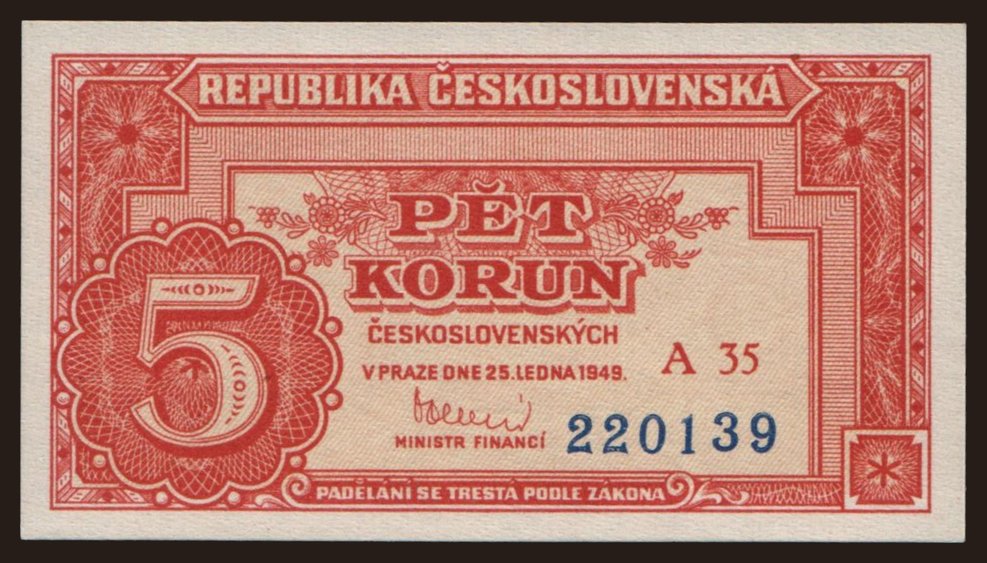 REPUBLIKA ČESKOSLOVENSKÁ
PĚT
KORUN
ČESKOSLOVENSKÝCH
V PRAZE DNE 25. LEDNA 1949.
A 35
5
MINISTR FINANCÍ
220139
PADĚLÁNÍ SE TRESTÁ PODLE ZÁKONA